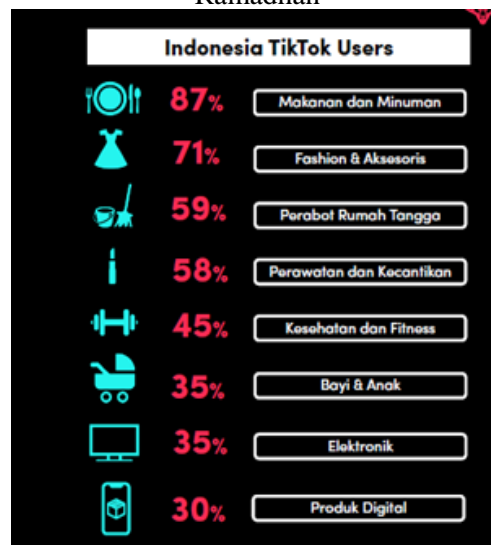 Ramadhan
Indonesia TikTok Users
87% Makanan dan Minuman
71% Fashion & Aksesoris
59% Perabot Rumah Tangga
58% Perawatan dan Kecantikan
45% Kesehatan dan Fitness
35% Bayi & Anak
35% Elektronik
30% Produk Digital